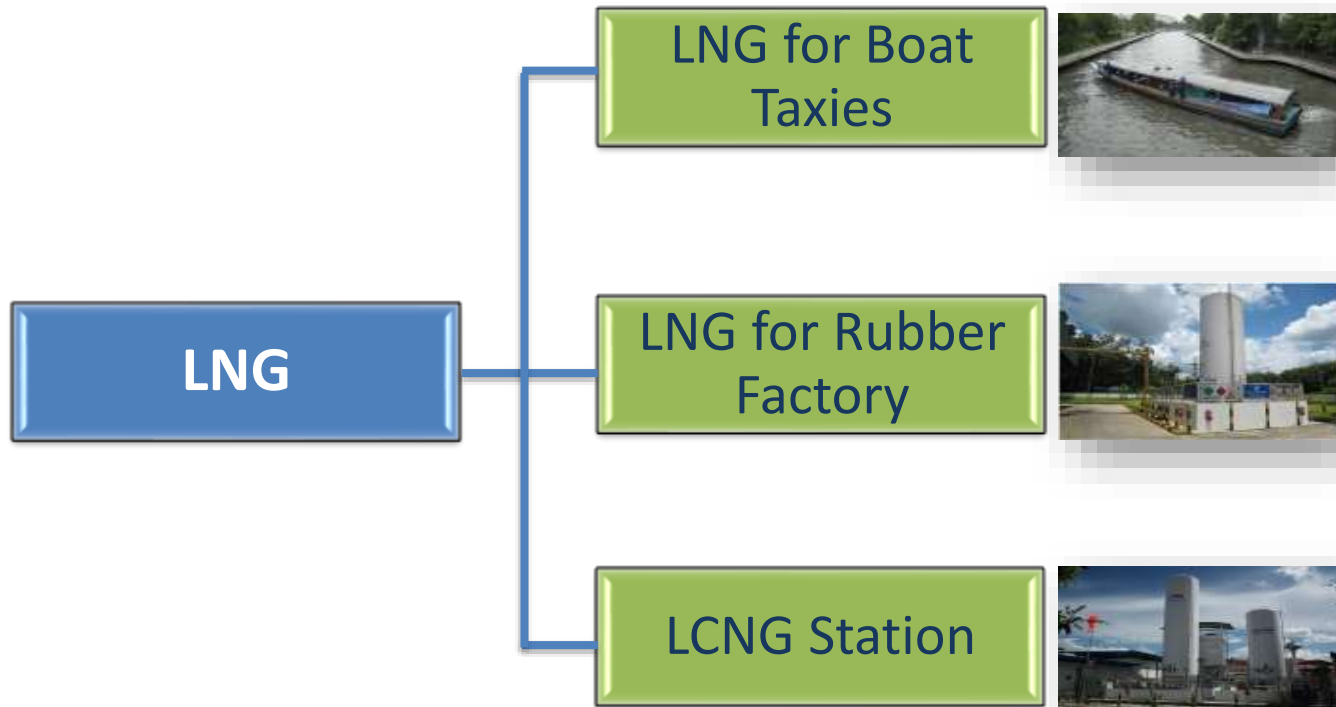 LNG for Boat
Taxies
LNG
LNG for Rubber
Factory
LCNG Station